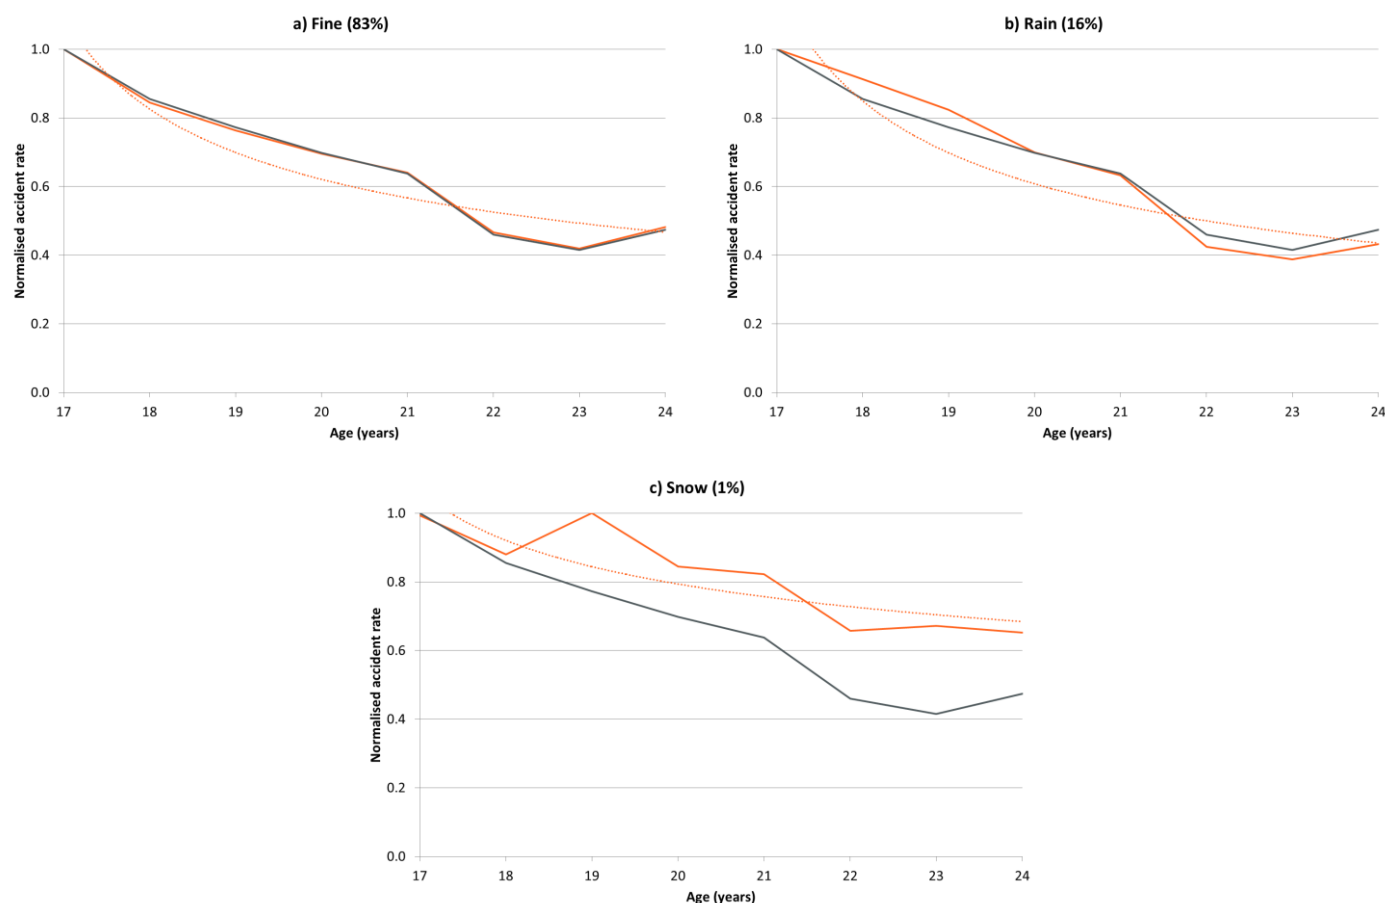 a) Fine (83%)
1.0
0.8
0.6
0.4
0.2
0.0
Normalised accident rate
17 18 19 20 21 22 23 24
Age (years)
b) Rain (16%)
1.0
0.8
0.6
0.4
0.2
0.0
Normalised accident rate
17 18 19 20 21 22 23 24
Age (years)
c) Snow (1%)
1.0
0.8
0.6
0.4
0.2
0.0
Normalised accident rate
17 18 19 20 21 22 23 24
Age (years)